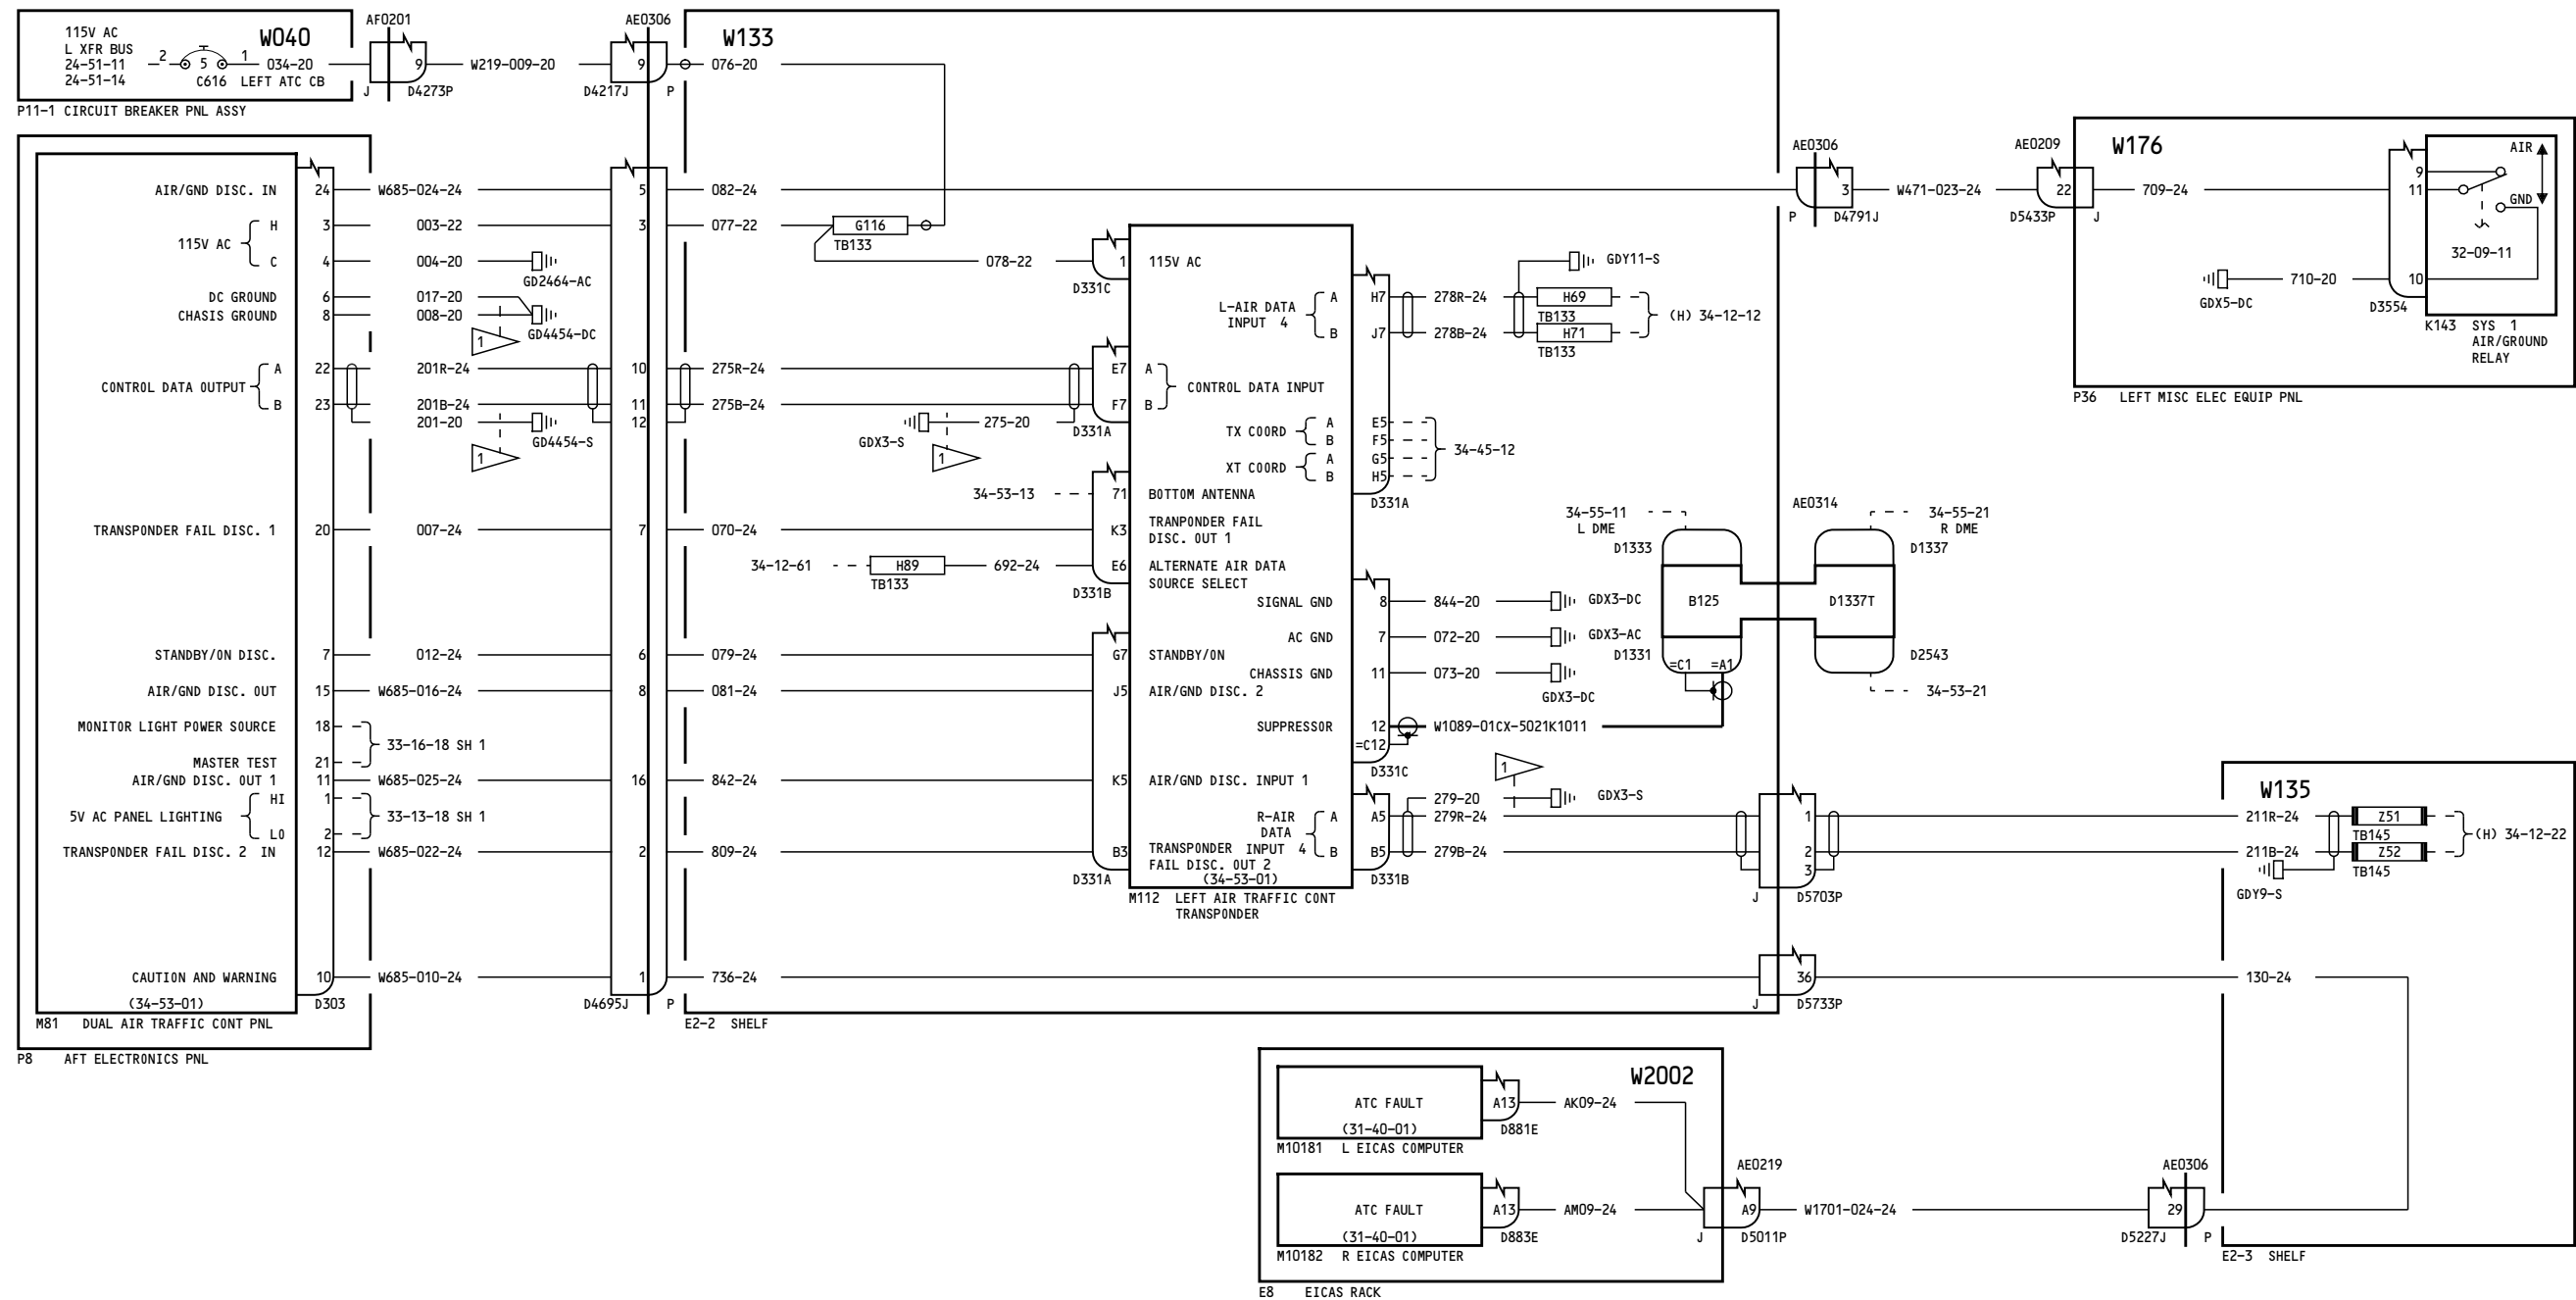 115V AC
L XFR BUS
24-51-11
24-51-14
2
5
1
C616
LEFT ATC CB
W040
034-20
P11-1 CIRCUIT BREAKER PNL ASSY
AF0201
9
J
D4273P
W219-009-20
AE0306
9
D4217J
P
W133
076-20
AIR/GND DISC. IN
24
W685-024-24
5
082-24
115V AC
H
3
003-22
3
077-22
G116
TB133
C
4
004-20
GD2464-AC
078-22
DC GROUND
6
017-20
CHASIS GROUND
8
008-20
GD4454-DC
1
CONTROL DATA OUTPUT
A
22
201R-24
10
275R-24
B
23
201B-24
11
275B-24
201-20
GD4454-S
12
1
GDX3-S
275-20
1
TRANSPONDER FAIL DISC. 1
20
007-24
7
070-24
34-53-13
34-12-61
H89
TB133
692-24
STANDBY/ON DISC.
7
012-24
6
079-24
AIR/GND DISC. OUT
15
W685-016-24
8
081-24
MONITOR LIGHT POWER SOURCE
18
33-16-18 SH 1
MASTER TEST
21
AIR/GND DISC. OUT 1
11
W685-025-24
16
842-24
5V AC PANEL LIGHTING
HI
1
LO
2
33-13-18 SH 1
TRANSPONDER FAIL DISC. 2 IN
12
W685-022-24
2
809-24
CAUTION AND WARNING
10
W685-010-24
1
736-24
(34-53-01)
D303
M81 DUAL AIR TRAFFIC CONT PNL
P8 AFT ELECTRONICS PNL
D4695J
P
E2-2 SHELF
1
115V AC
D331C
E7
A
F7
B
CONTROL DATA INPUT
D331A
71
BOTTOM ANTENNA
K3
TRANPONDER FAIL
DISC. OUT 1
E6
ALTERNATE AIR DATA
SOURCE SELECT
D331B
G7
STANDBY/ON
J5
AIR/GND DISC. 2
K5
AIR/GND DISC. INPUT 1
B3
TRANSPONDER
FAIL DISC. OUT 2
(34-53-01)
D331A
M112 LEFT AIR TRAFFIC CONT
TRANSPONDER
L-AIR DATA
INPUT 4
A
H7
278R-24
B
J7
278B-24
GDY11-S
H69
TB133
H71
TB133
(H) 34-12-12
TX COORD
A
E5
B
F5
XT COORD
A
G5
B
H5
34-45-12
D331A
SIGNAL GND
8
844-20
GDX3-DC
AC GND
7
072-20
GDX3-AC
CHASSIS GND
11
073-20
GDX3-DC
SUPPRESSOR
12
=C12
W1089-01CX-5021K1011
D331C
1
279-20
GDX3-S
R-AIR
DATA
INPUT 4
A
A5
279R-24
B
B5
279B-24
D331B
34-55-11
L DME
D1333
B125
D1331
=C1
=A1
AE0314
34-55-21
R DME
D1337
D1337T
D2543
34-53-21
1
2
3
J
D5703P
36
J
D5733P
AE0306
3
P
D4791J
W471-023-24
AE0209
22
D5433P
J
W176
709-24
9
11
10
AIR
GND
32-09-11
GDX5-DC
710-20
D3554
K143 SYS 1
AIR/GROUND
RELAY
P36 LEFT MISC ELEC EQUIP PNL
W135
211R-24
Z51
TB145
211B-24
Z52
TB145
GDY9-S
(H) 34-12-22
130-24
E2-3 SHELF
W2002
ATC FAULT
(31-40-01)
A13
D881E
AK09-24
M10181 L EICAS COMPUTER
ATC FAULT
(31-40-01)
A13
D883E
AM09-24
M10182 R EICAS COMPUTER
E8 EICAS RACK
AE0219
A9
J
D5011P
W1701-024-24
AE0306
29
D5227J
P